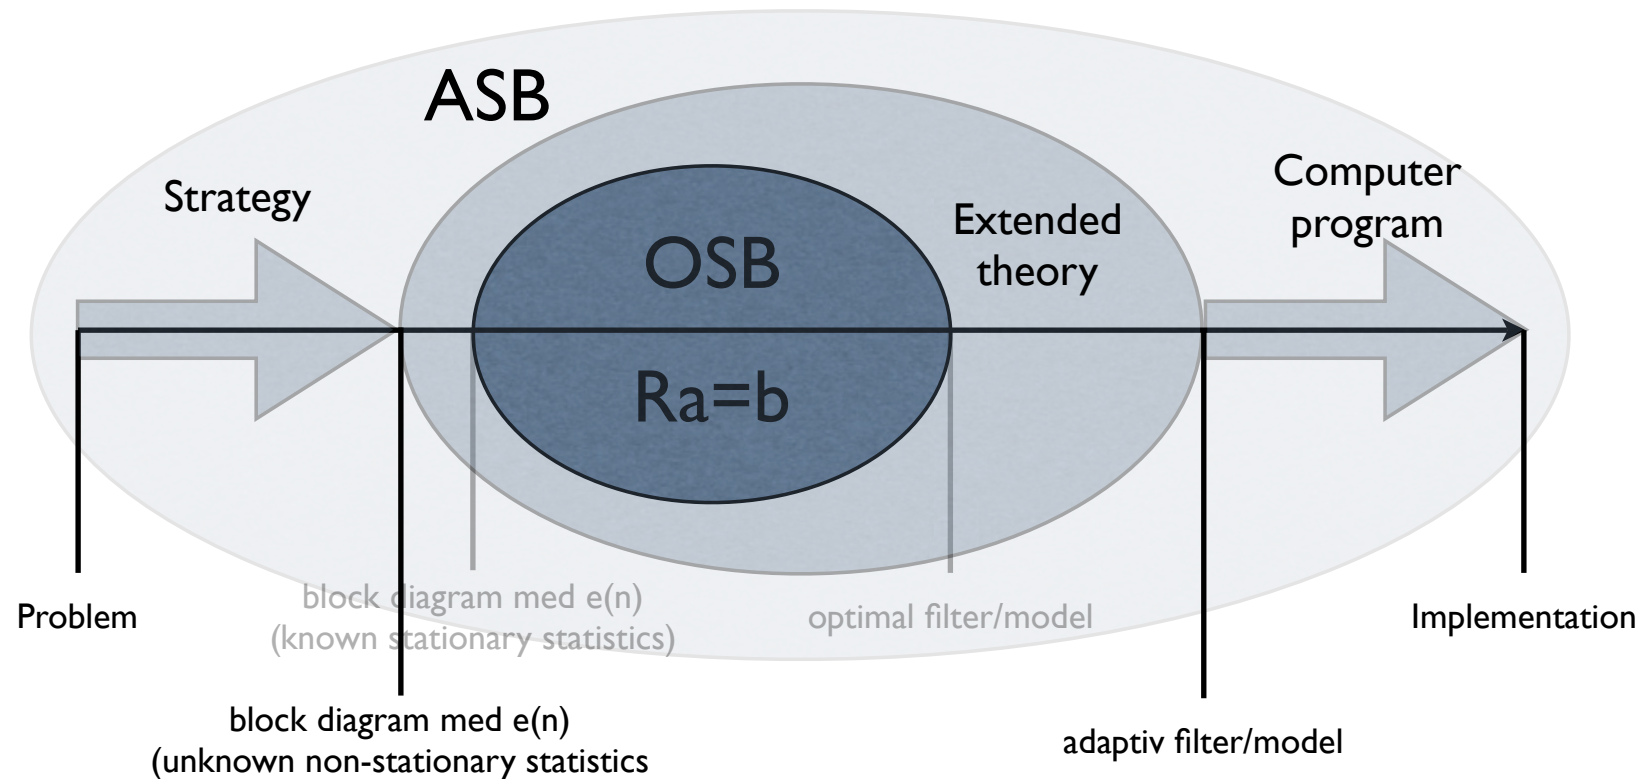 ASB
Strategy
OSB
Ra=b
Extended
theory
Computer
program
Problem
block diagram med e(n)
(known stationary statistics)
optimal filter/model
Implementation
block diagram med e(n)
(unknown non-stationary statistics
adaptiv filter/model